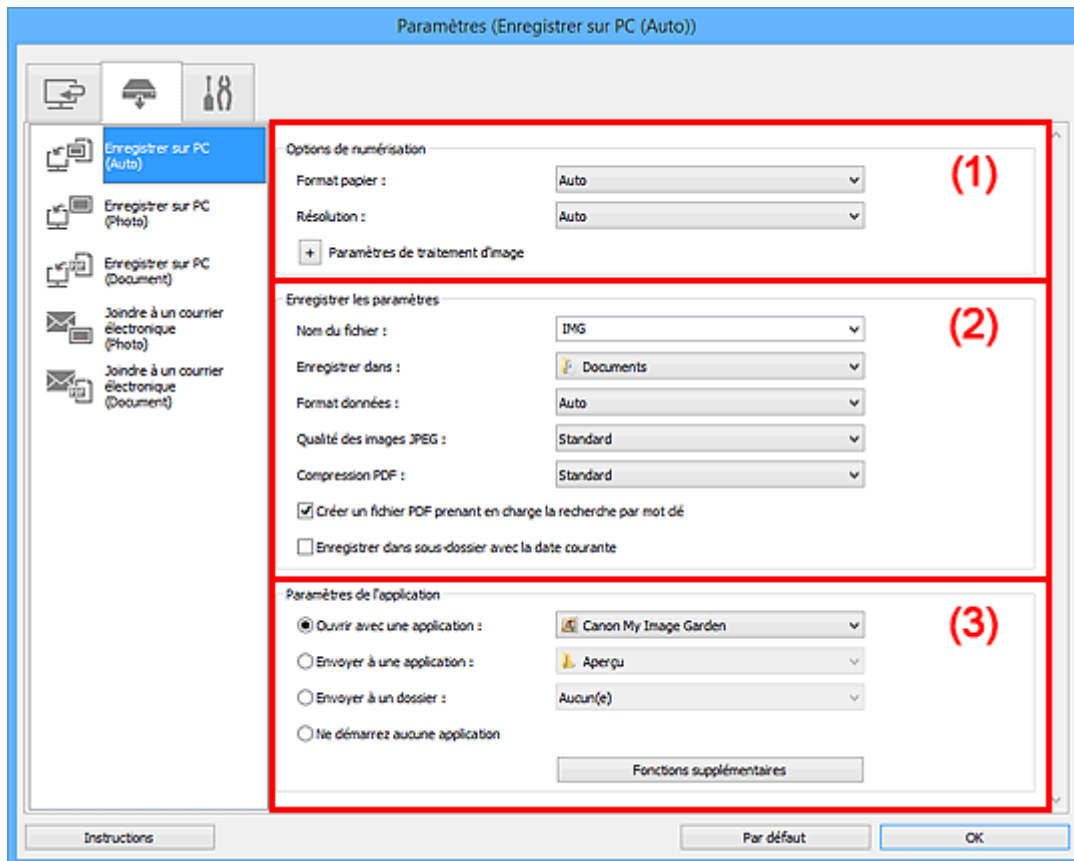 Paramètres (Enregistrer sur PC (Auto))
Enregistrer sur PC
(Auto)
Enregistrer sur PC
(Photo)
Enregistrer sur PC
(Document)
Joindre à un courrier
électronique
(Photo)
Joindre à un courrier
électronique
(Document)
Options de numérisation
(1)
Format papier : Auto
Résolution : Auto
+ Paramètres de traitement d'image
Enregistrer les paramètres
(2)
Nom du fichier : IMG
Enregistrer dans : Documents
Format données : Auto
Qualité des images JPEG : Standard
Compression PDF : Standard
Créer un fichier PDF prenant en charge la recherche par mot clé
Enregistrer dans sous-dossier avec la date courante
Paramètres de l'application
(3)
Ouvrir avec une application : Canon My Image Garden
Envoyer à une application : Aperçu
Envoyer à un dossier : Aucun(e)
Ne démarrez aucune application
Fonctions supplémentaires
Instructions
Par défaut
OK